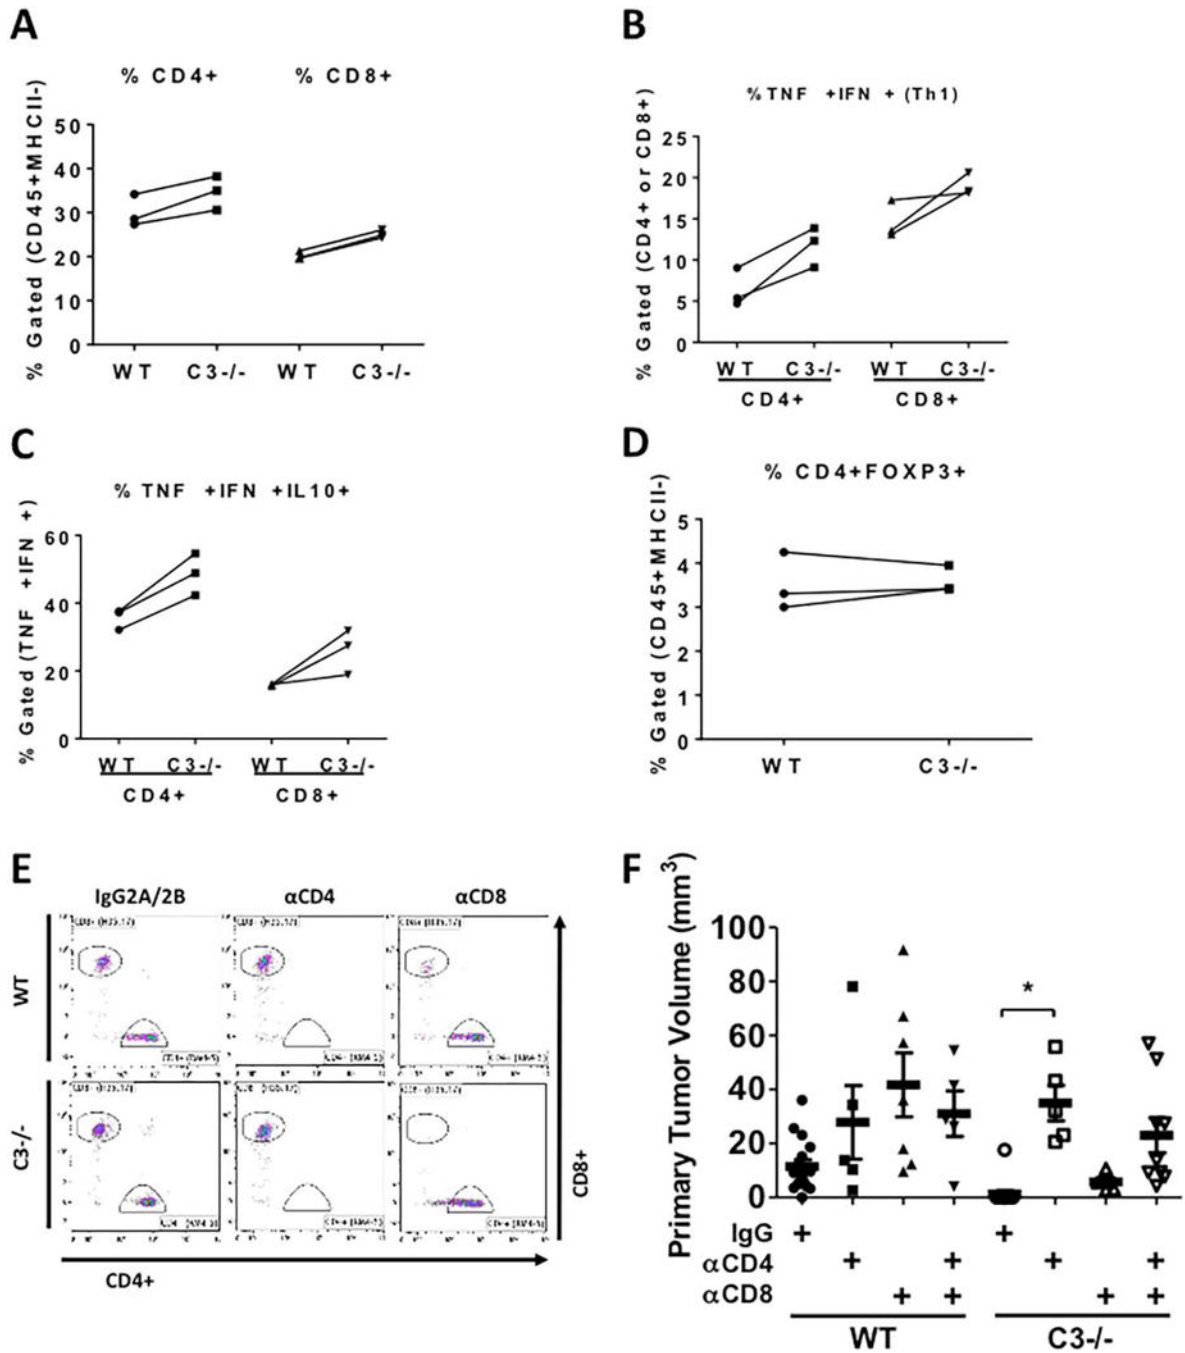 A
% CD4+ % CD8+
% Gated (CD45+MHCII-)
50
40
30
20
10
0
WT C3-/- WT C3-/-
B
%TNF +IFN + (Th1)
% Gated (CD4+ or CD8+)
25
20
15
10
5
0
WT C3-/- WT C3-/-
CD4+ CD8+
C
% TNF +IFN +IL10+
% Gated (TNF +IFN +)
60
40
20
0
WT C3-/- WT C3-/-
CD4+ CD8+
D
% CD4+FOXP3+
% Gated (CD45+MHCII-)
5
4
3
2
1
0
WT C3-/-
E
IgG2A/2B αCD4 αCD8
WT
C3-/-
CD8+
CD4+
F
Primary Tumor Volume (mm3)
100
80
60
40
20
0
*
IgG + +
αCD4 + + + +
αCD8 + + + +
WT C3-/-